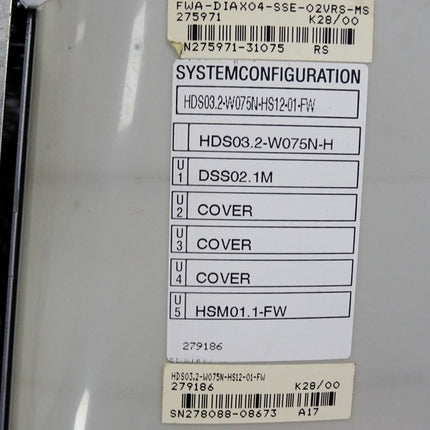 FWA-DIAX04-SSE-02VRS-MS
275971 K28/00
N275971-31075 RS
SYSTEMCONFIGURATION
HDS03.2-W075N-HS12-01-FW
HDS03.2-W075N-H
U1 DSS02.1M
U2 COVER
U3 COVER
U4 COVER
U5 HSM01.1-FW
279186
HDS03.2-W075N-HS12-01-FW
279186 K28/00
SN278088-08673 A17